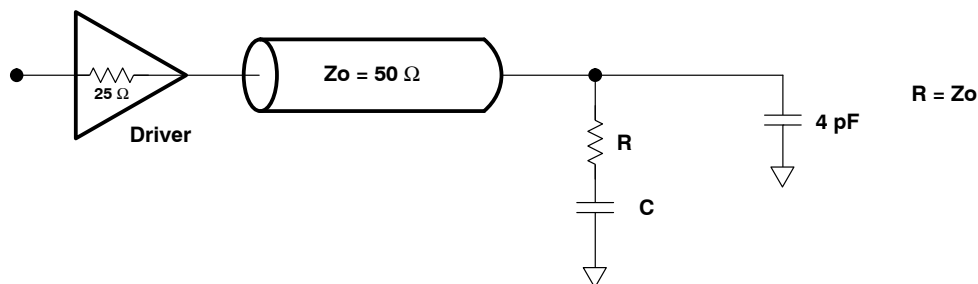 25 Ω
Driver
Zo = 50 Ω
R
C
4 pF
R = Zo